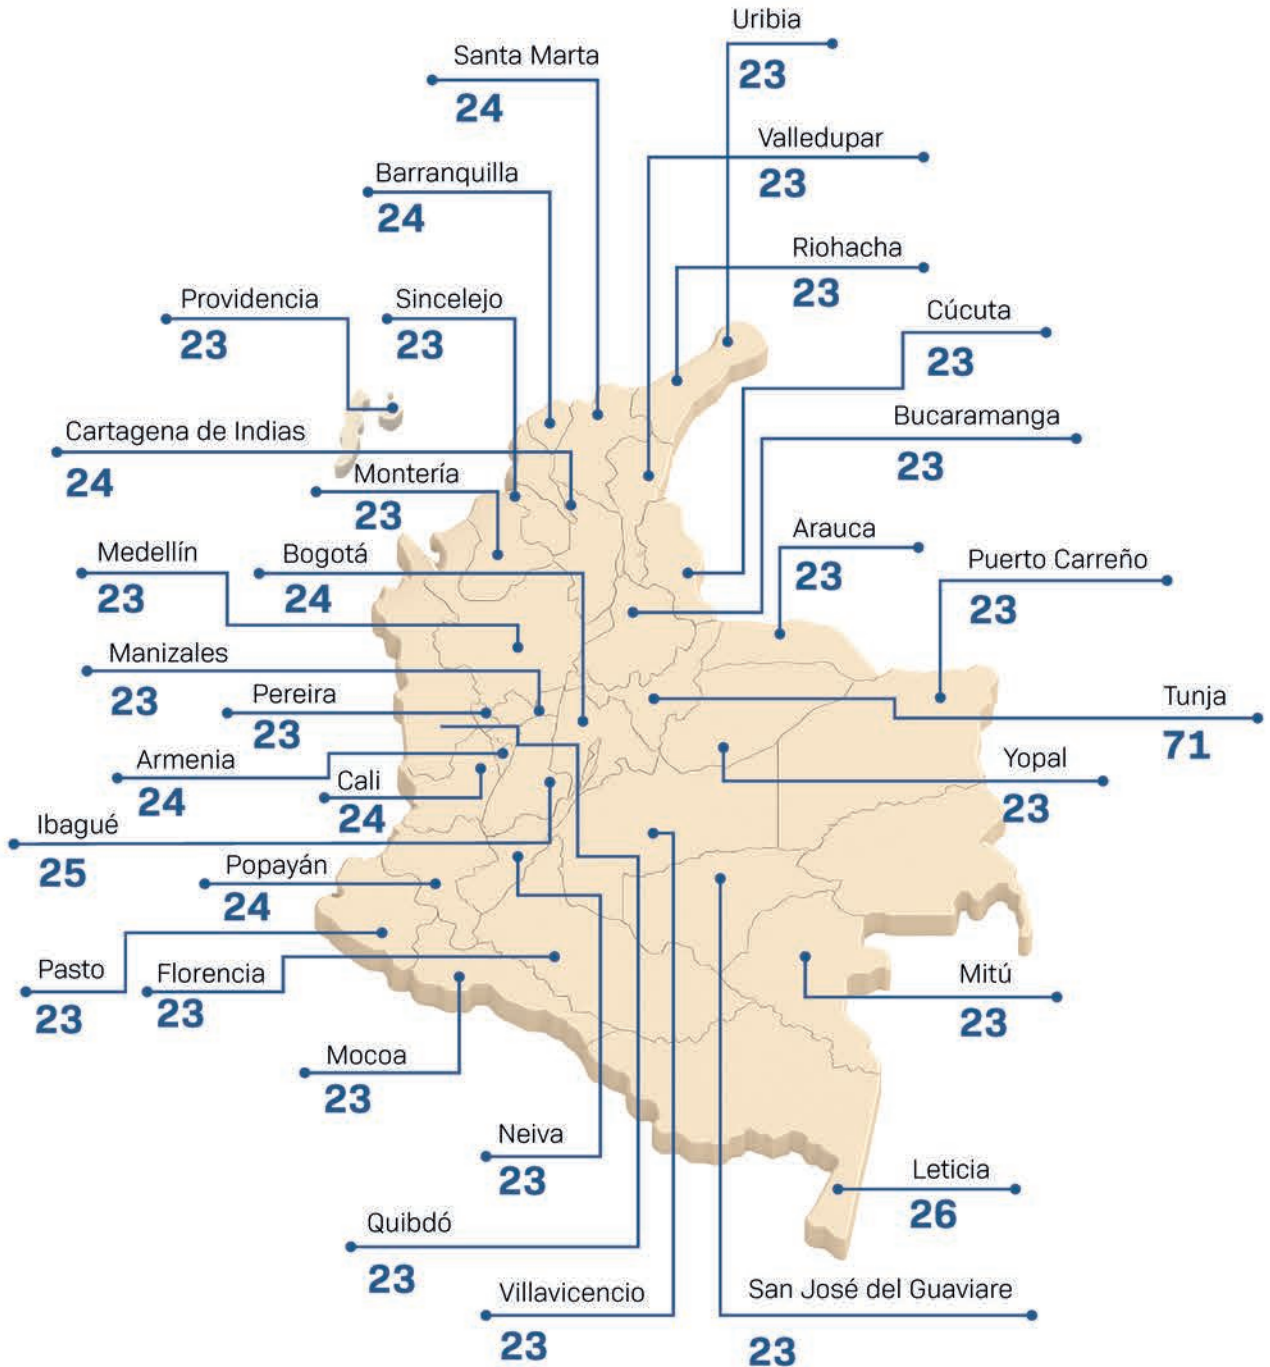 Uribia
23
Santa Marta
24
Valledupar
23
Barranquilla
24
Riohacha
23
Providencia
23
Sincelejo
23
Cúcuta
23
Cartagena de Indias
24
Bucaramanga
23
Montería
23
Arauca
23
Medellín
23
Bogotá
24
Puerto Carreño
23
Manizales
23
Pereira
23
Tunja
71
Armenia
24
Cali
24
Yopal
23
Ibagué
25
Popayán
24
Pasto
23
Florencia
23
Mitú
23
Mocoa
23
Neiva
23
Leticia
26
Quibdó
23
Villavicencio
23
San José del Guaviare
23